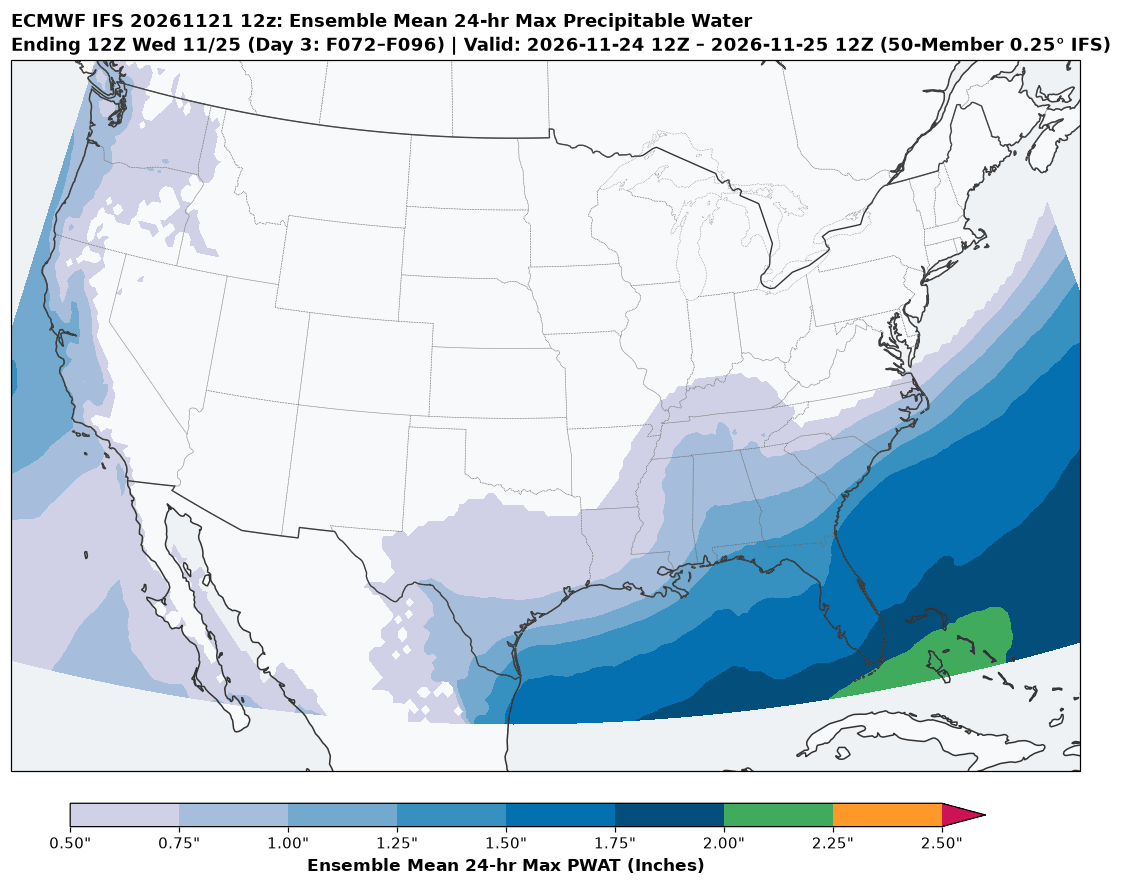 ECMWF IFS 20261121 12z: Ensemble Mean 24-hr Max Precipitable Water
Ending 12Z Wed 11/25 (Day 3: F072–F096) | Valid: 2026-11-24 12Z – 2026-11-25 12Z (50-Member 0.25° IFS)
0.50" 0.75" 1.00" 1.25" 1.50" 1.75" 2.00" 2.25" 2.50"
Ensemble Mean 24-hr Max PWAT (Inches)